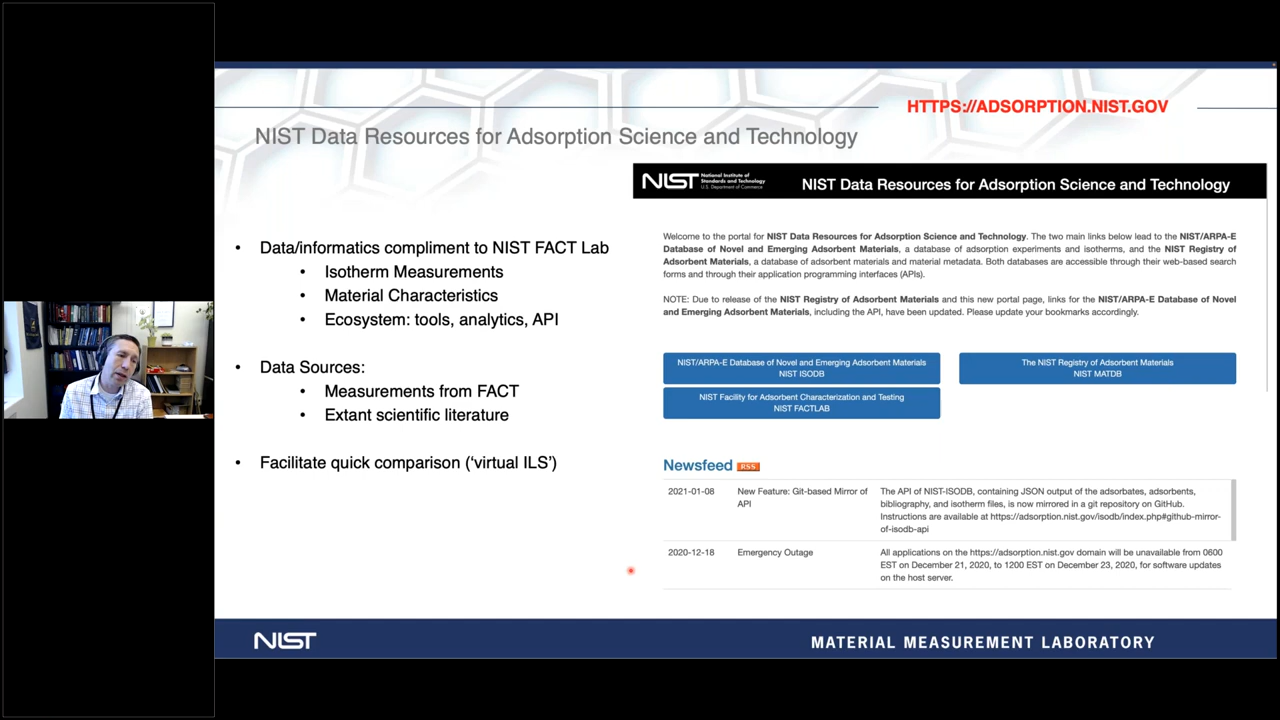 HTTPS://ADSORPTION.NIST.GOV
NIST Data Resources for Adsorption Science and Technology
• Data/informatics compliment to NIST FACT Lab
• Isotherm Measurements
• Material Characteristics
• Ecosystem: tools, analytics, API
• Data Sources:
• Measurements from FACT
• Extant scientific literature
• Facilitate quick comparison ('virtual ILS')
NIST National Institute of
Standards and Technology
U.S. Department of Commerce
NIST Data Resources for Adsorption Science and Technology
Welcome to the portal for NIST Data Resources for Adsorption Science and Technology. The two main links below lead to the NIST/ARPA-E
Database of Novel and Emerging Adsorbent Materials, a database of adsorption experiments and isotherms, and the NIST Registry of
Adsorbent Materials, a database of adsorbent materials and material metadata. Both databases are accessible through their web-based search
forms and through their application programming interfaces (APIs).
NOTE: Due to release of the NIST Registry of Adsorbent Materials and this new portal page, links for the NIST/ARPA-E Database of Novel
and Emerging Adsorbent Materials, including the API, have been updated. Please update your bookmarks accordingly.
NIST/ARPA-E Database of Novel and Emerging Adsorbent Materials
NIST ISODB
The NIST Registry of Adsorbent Materials
NIST MATDB
NIST Facility for Adsorbent Characterization and Testing
NIST FACTLAB
Newsfeed RSS
2021-01-08 New Feature: Git-based Mirror of The API of NIST-ISODB, containing JSON output of the adsorbates, adsorbents,
API bibliography, and isotherm files, is now mirrored in a git repository on GitHub.
Instructions are available at https://adsorption.nist.gov/isodb/index.php#github-mirror-
of-isodb-api
2020-12-18 Emergency Outage All applications on the https://adsorption.nist.gov domain will be unavailable from 0600
EST on December 21, 2020, to 1200 EST on December 23, 2020, for software updates
on the host server.
NIST
MATERIAL MEASUREMENT LABORATORY